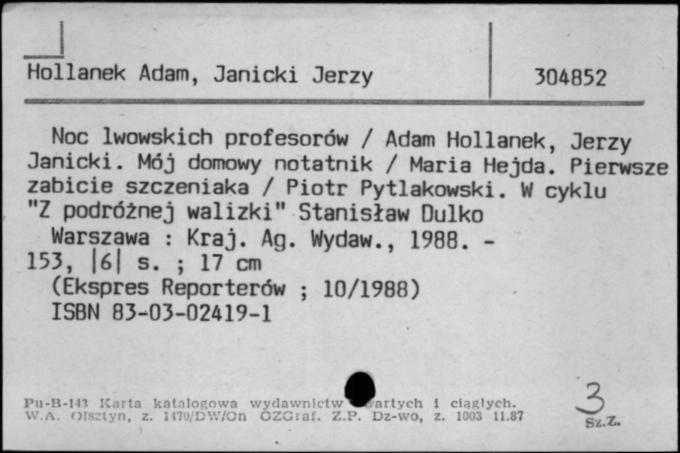 Hollanek Adam, Janicki Jerzy
304852
Noc lwowskich profesorów / Adam Hollanek, Jerzy
Janicki. Mój domowy notatnik / Maria Hejda. Pierwsze
zabicie szczeniaka / Piotr Pytlakowski. W cyklu
"Z podróżnej walizki" Stanisław Dulko
Warszawa : Kraj. Ag. Wydaw., 1988. -
153, |6| s. ; 17 cm
(Ekspres Reporterów ; 10/1988)
ISBN 83-03-02419-1
Pu-B-143 Karta katalogowa wydawnictw wartych i ciągłych.
W.A. Olsztyn, z. 1470/DW/On OZGraf. Z.P. Dz-wo, z. 1003 11.87
3
Sz.Z.